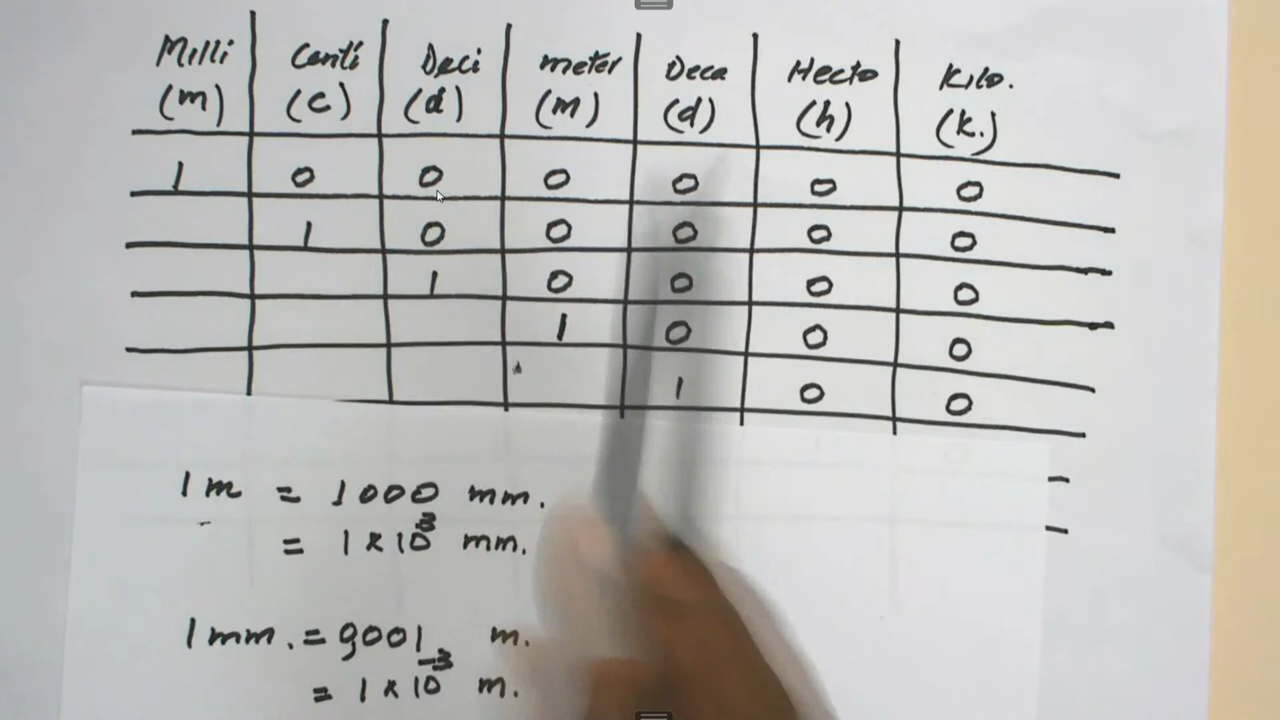 Milli Centi Deci meter Deca Hecto Kilo.
(m) (c) (d) (m) (d) (h) (k.)
1 0 0 0 0 0 0
1 0 0 0 0 0
1 0 0 0 0
1 0 0 0
1 0 0
1 m = 1000 mm.
= 1 × 10³ mm.
1 mm. = 0,001 m.
= 1 × 10⁻³ m.